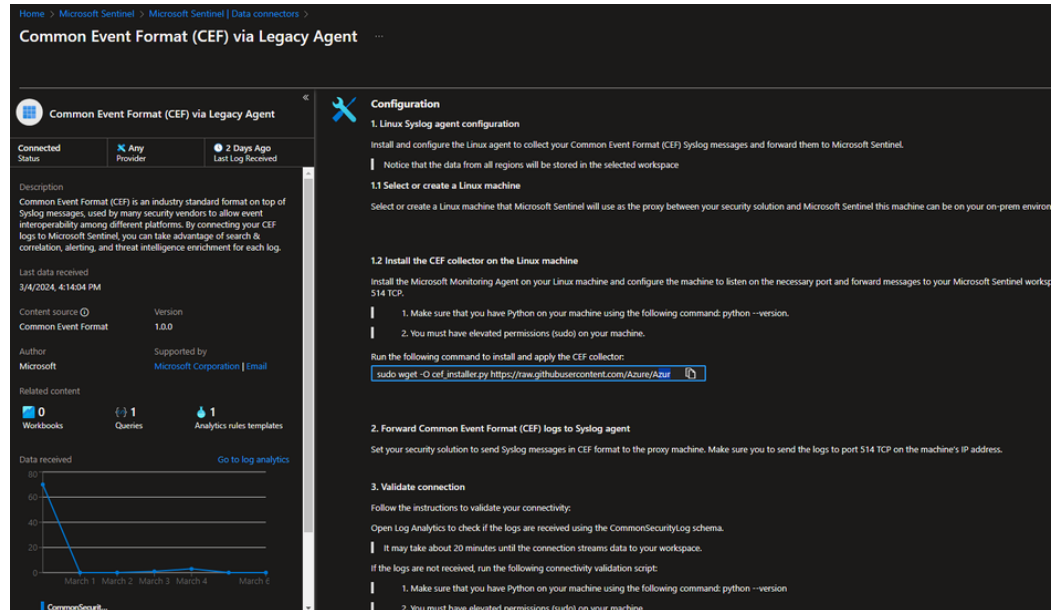 Home > Microsoft Sentinel > Microsoft Sentinel | Data connectors >
Common Event Format (CEF) via Legacy Agent ...
«
Common Event Format (CEF) via Legacy Agent
Connected
Status
Any
Provider
2 Days Ago
Last Log Received
Description
Common Event Format (CEF) is an industry standard format on top of
Syslog messages, used by many security vendors to allow event
interoperability among different platforms. By connecting your CEF
logs to Microsoft Sentinel, you can take advantage of search &
correlation, alerting, and threat intelligence enrichment for each log.
Last data received
3/4/2024, 4:14:04 PM
Content source
Version
Common Event Format
1.0.0
Author
Supported by
Microsoft
Microsoft Corporation | Email
Related content
0
Workbooks
1
Queries
1
Analytics rules templates
Data received
Go to log analytics
80
60
40
20
0
March 1 March 2 March 3 March 4 March 6
CommonSecurit...
Configuration
1. Linux Syslog agent configuration
Install and configure the Linux agent to collect your Common Event Format (CEF) Syslog messages and forward them to Microsoft Sentinel.
Notice that the data from all regions will be stored in the selected workspace
1.1 Select or create a Linux machine
Select or create a Linux machine that Microsoft Sentinel will use as the proxy between your security solution and Microsoft Sentinel this machine can be on your on-prem environ
1.2 Install the CEF collector on the Linux machine
Install the Microsoft Monitoring Agent on your Linux machine and configure the machine to listen on the necessary port and forward messages to your Microsoft Sentinel worksp
514 TCP.
1. Make sure that you have Python on your machine using the following command: python --version.
2. You must have elevated permissions (sudo) on your machine.
Run the following command to install and apply the CEF collector:
sudo wget -O cef_installer.py https://raw.githubusercontent.com/Azure/Azur
2. Forward Common Event Format (CEF) logs to Syslog agent
Set your security solution to send Syslog messages in CEF format to the proxy machine. Make sure you to send the logs to port 514 TCP on the machine's IP address.
3. Validate connection
Follow the instructions to validate your connectivity:
Open Log Analytics to check if the logs are received using the CommonSecurityLog schema.
It may take about 20 minutes until the connection streams data to your workspace.
If the logs are not received, run the following connectivity validation script:
1. Make sure that you have Python on your machine using the following command: python --version
2. You must have elevated permissions (sudo) on your machine